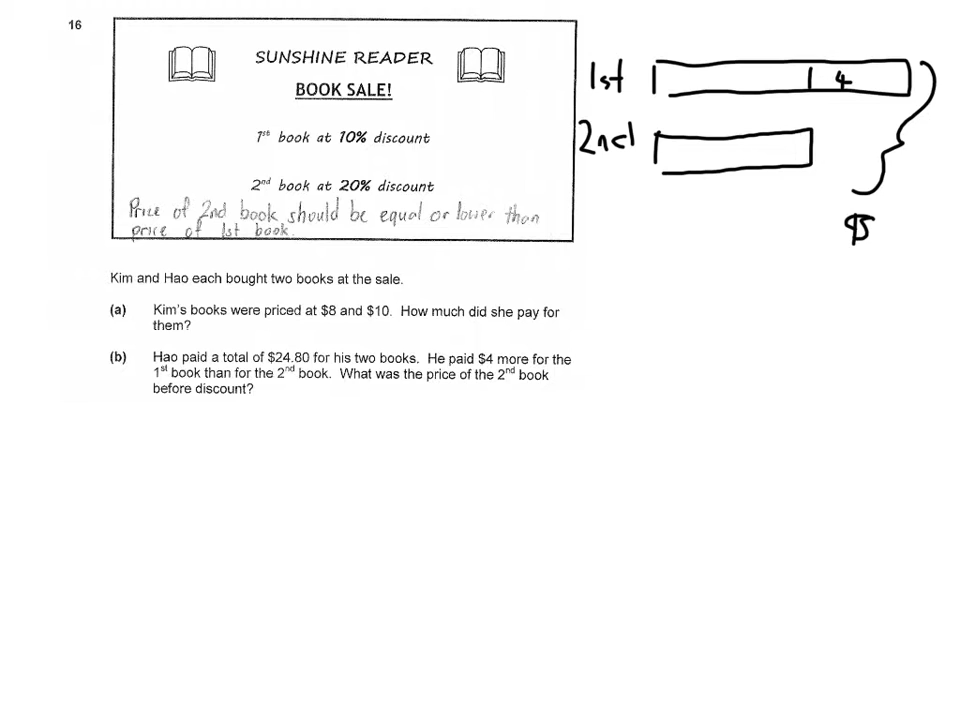 16
SUNSHINE READER
BOOK SALE!
1st book at 10% discount
2nd book at 20% discount
Price of 2nd book should be equal or lower than
price of 1st book.
Kim and Hao each bought two books at the sale.
(a) Kim's books were priced at $8 and $10. How much did she pay for
them?
(b) Hao paid a total of $24.80 for his two books. He paid $4 more for the
1st book than for the 2nd book. What was the price of the 2nd book
before discount?
1st 4
2nd
$